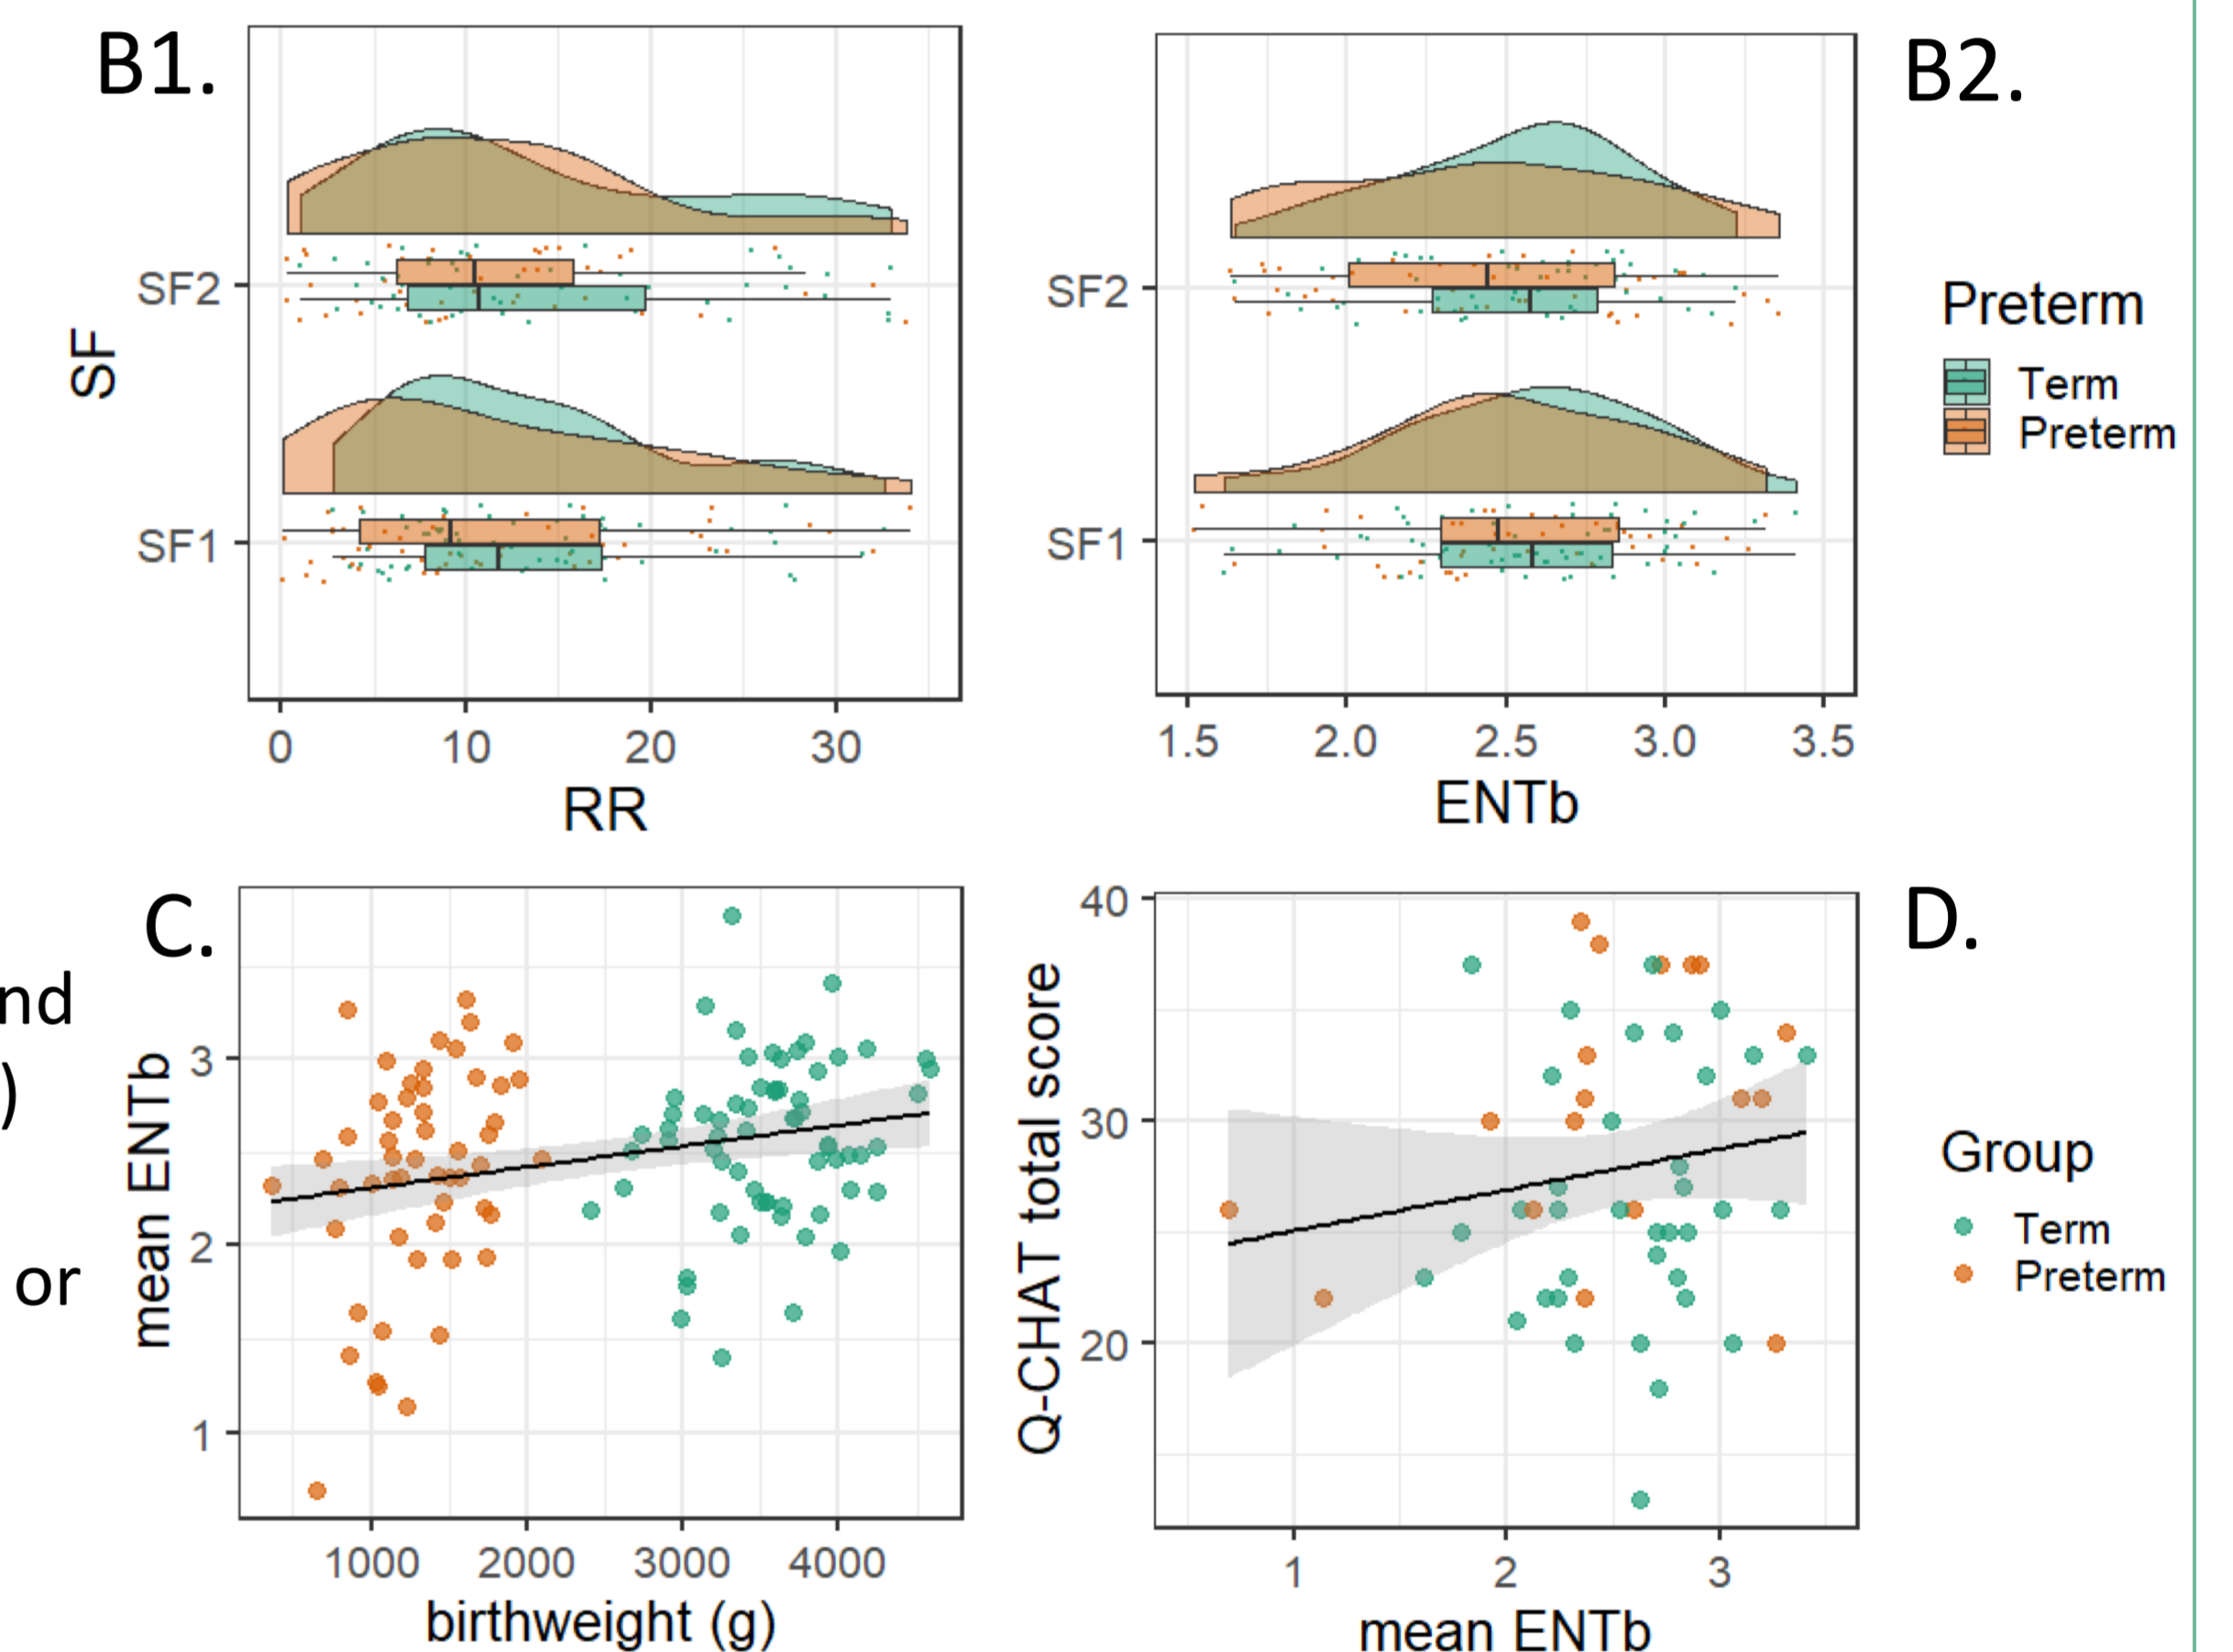 B1.
SF
SF2
SF1
0 10 20 30
RR
B2.
SF2
SF1
1.5 2.0 2.5 3.0 3.5
ENTb
Preterm
Term
Preterm
nd
)
or
C.
mean ENTb
3
2
1
1000 2000 3000 4000
birthweight (g)
D.
Q-CHAT total score
40
30
20
1 2 3
mean ENTb
Group
Term
Preterm